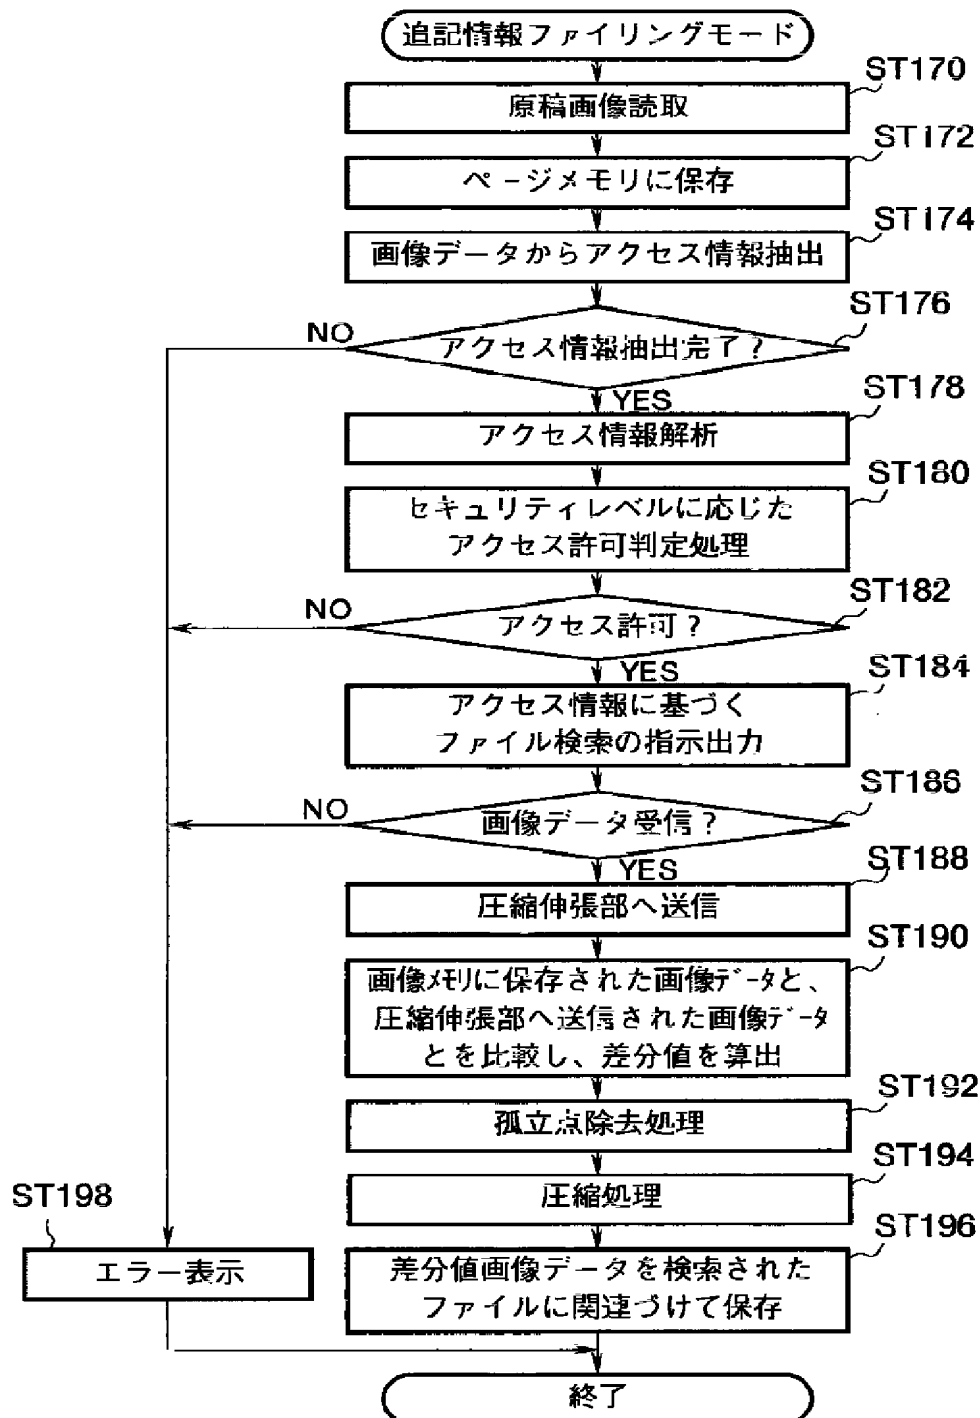 追記情報ファイリングモード
ST170
原稿画像読取
ST172
ページメモリに保存
ST174
画像データからアクセス情報抽出
ST176
NO
アクセス情報抽出完了？
YES
ST178
アクセス情報解析
ST180
セキュリティレベルに応じた
アクセス許可判定処理
ST182
NO
アクセス許可？
YES
ST184
アクセス情報に基づく
ファイル検索の指示出力
ST186
NO
画像データ受信？
YES
ST188
圧縮伸張部へ送信
ST190
画像メモリに保存された画像データと、
圧縮伸張部へ送信された画像データ
とを比較し、差分値を算出
ST192
孤立点除去処理
ST194
圧縮処理
ST198
エラー表示
ST196
差分値画像データを検索された
ファイルに関連づけて保存
終了